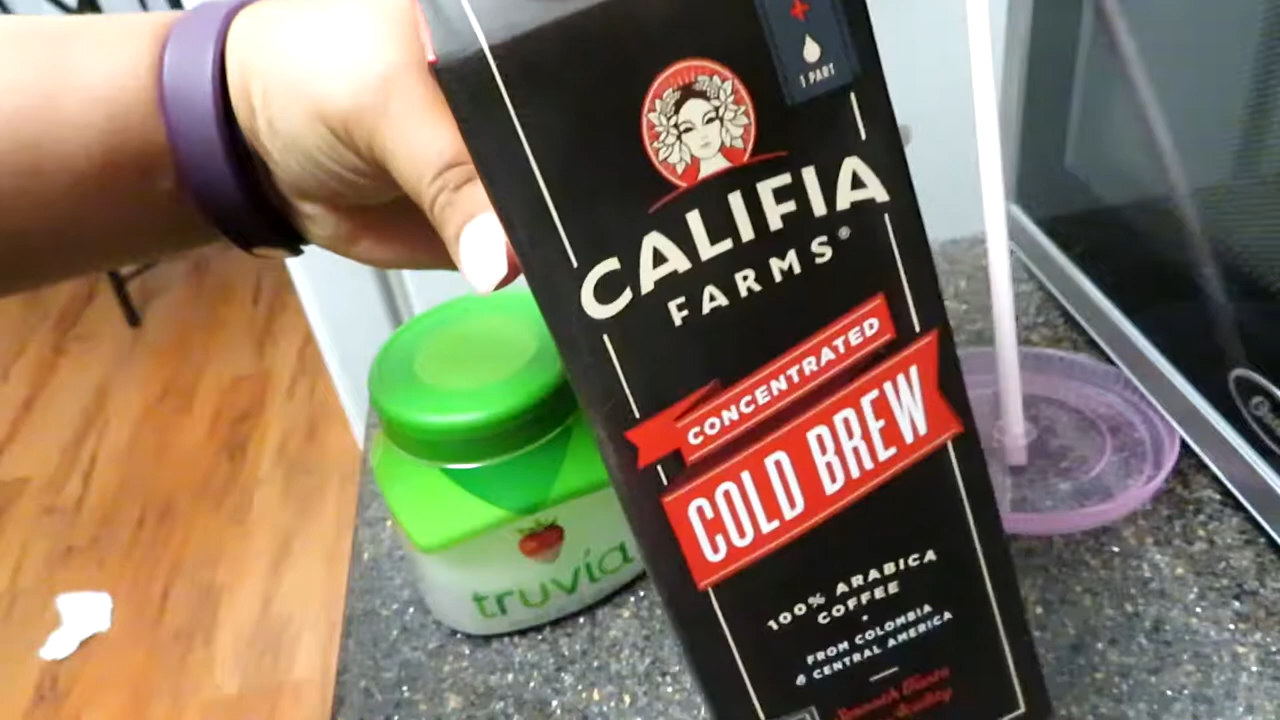 +
1 PART
CALIFIA
FARMS®
CONCENTRATED
COLD BREW
100% ARABICA
COFFEE
FROM COLOMBIA
& CENTRAL AMERICA
truvia